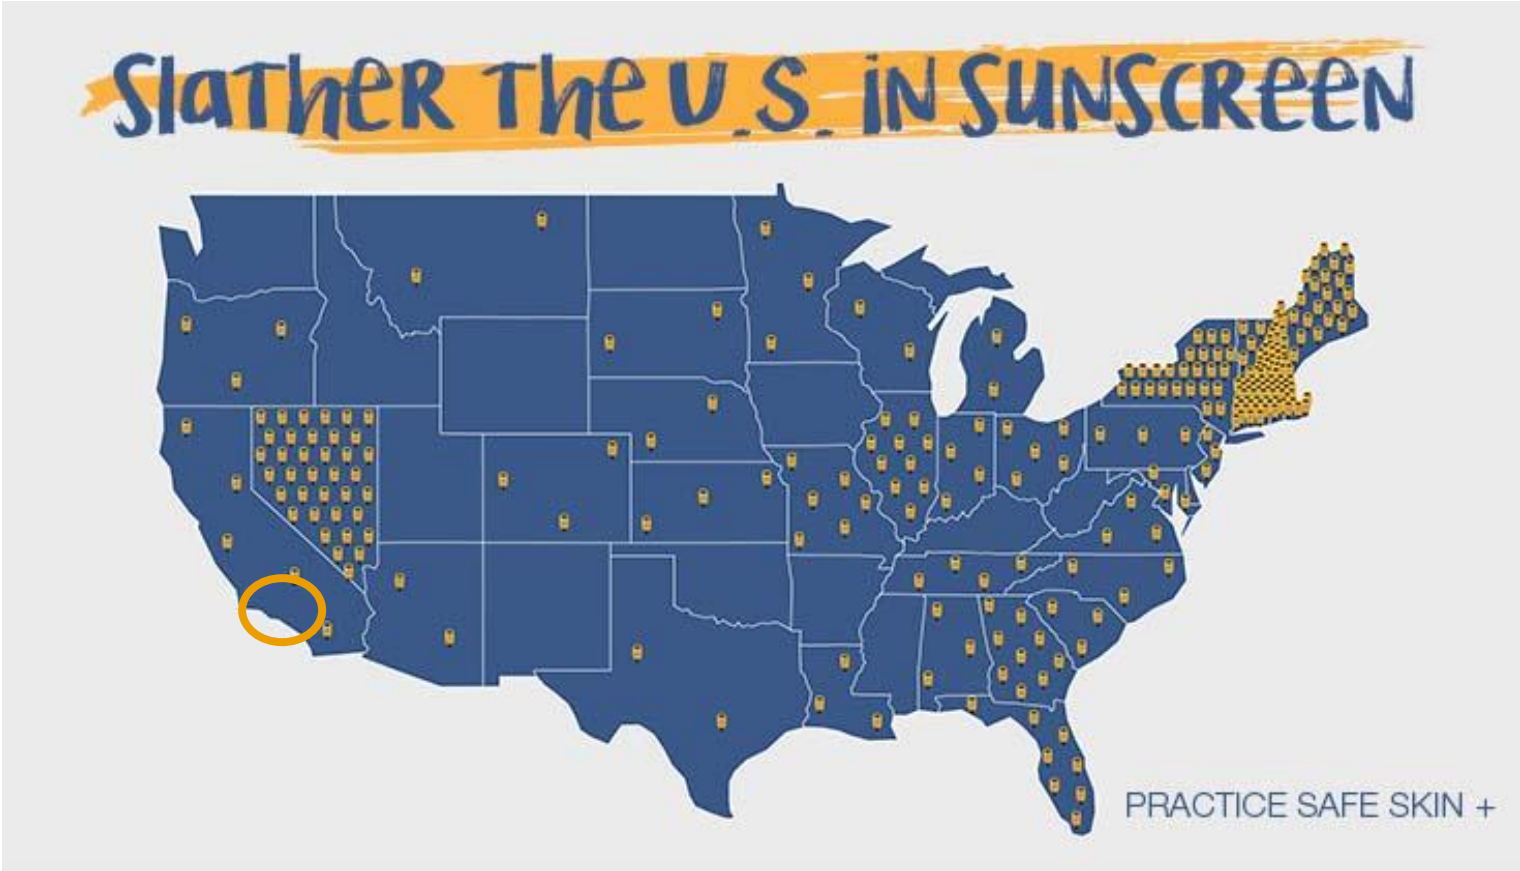 SlatHeR THe U.S. iN SUNSCReeN
PRACTICE SAFE SKIN +